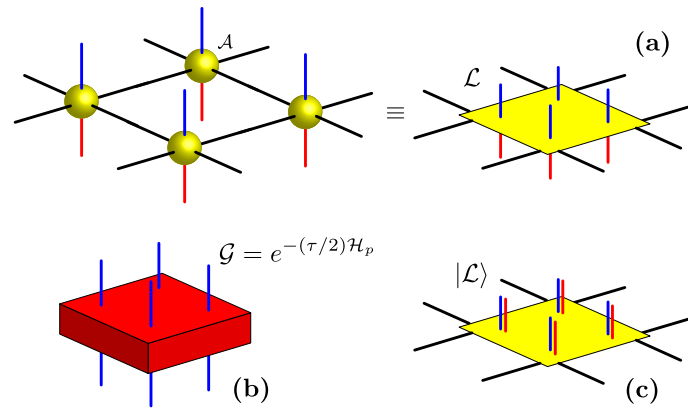 𝒜
(a)
ℒ
≡
𝒢 = e^{-(τ/2)ℋ_p}
|ℒ⟩
(b)
(c)